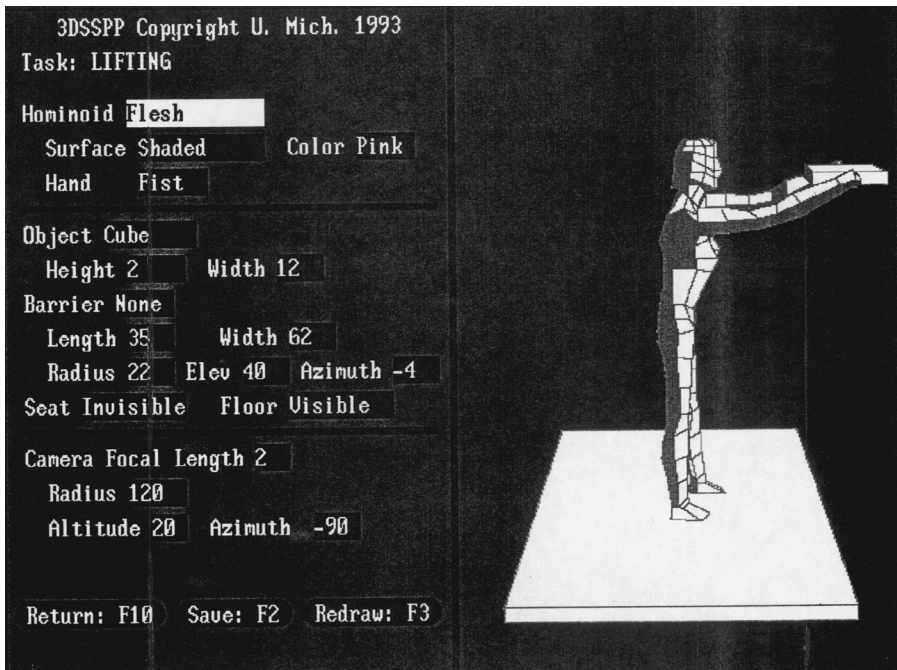 3DSSPP Copyright U. Mich. 1993
Task: LIFTING
Hominoid Flesh
Surface Shaded Color Pink
Hand Fist
Object Cube
Height 2 Width 12
Barrier None
Length 35 Width 62
Radius 22 Elev 40 Azimuth -4
Seat Invisible Floor Visible
Camera Focal Length 2
Radius 120
Altitude 20 Azimuth -90
Return: F10 Save: F2 Redraw: F3